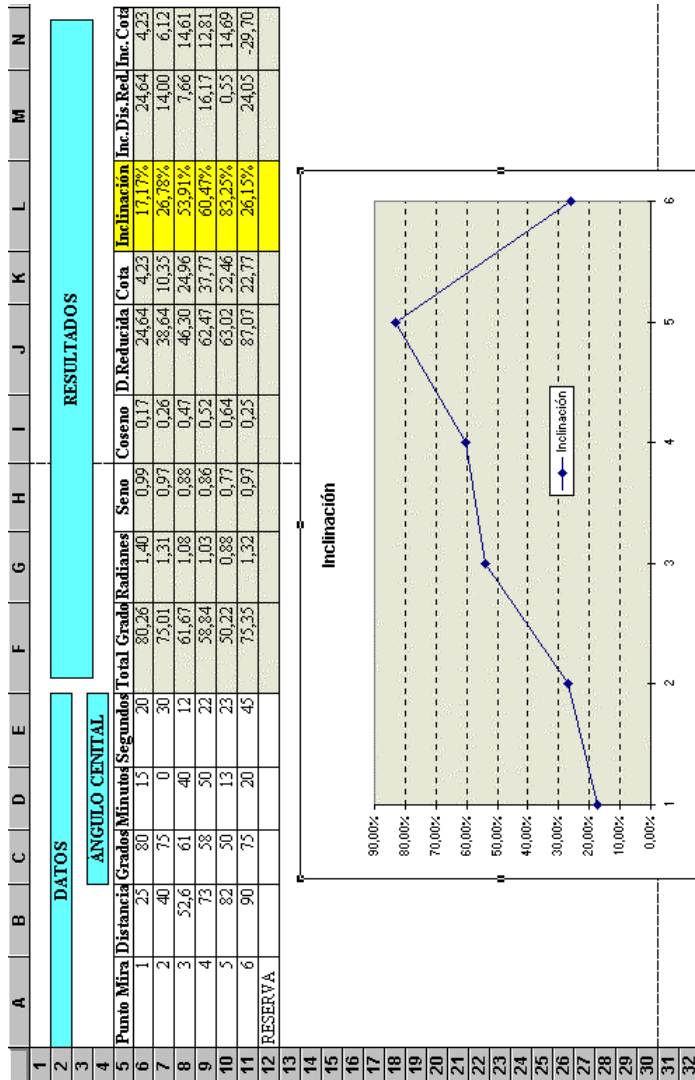 A B C D E F G H I J K L M N
1
2 DATOS RESULTADOS
3
4 ÁNGULO CENITAL
5 Punto Mira Distancia Grados Minutos Segundos Total Grado Radianes Seno Coseno D.Reducida Cota Inclinación Inc.Dis.Red. Inc. Cota
6 1 25 80 15 20 80,26 1,40 0,99 0,17 24,64 4,23 17,17% 24,64 4,23
7 2 40 75 0 30 75,01 1,31 0,97 0,26 38,64 10,35 26,78% 14,00 6,12
8 3 52,6 61 40 12 61,67 1,08 0,88 0,47 46,30 24,96 53,91% 7,66 14,61
9 4 73 58 50 22 58,84 1,03 0,86 0,52 62,47 37,77 60,47% 16,17 12,81
10 5 82 50 13 23 50,22 0,88 0,77 0,64 63,02 52,46 83,25% 0,55 14,69
11 6 90 75 20 45 75,35 1,32 0,97 0,25 87,07 22,77 26,15% 24,05 -29,70
12 RESERVA
13
14
15
16
17
18
19
20
21
22
23
24
25
26
27
28
29
30
31
32
Inclinación
90,00%
80,00%
70,00%
60,00%
50,00%
40,00%
30,00%
20,00%
10,00%
0,00%
1 2 3 4 5 6
Inclinación